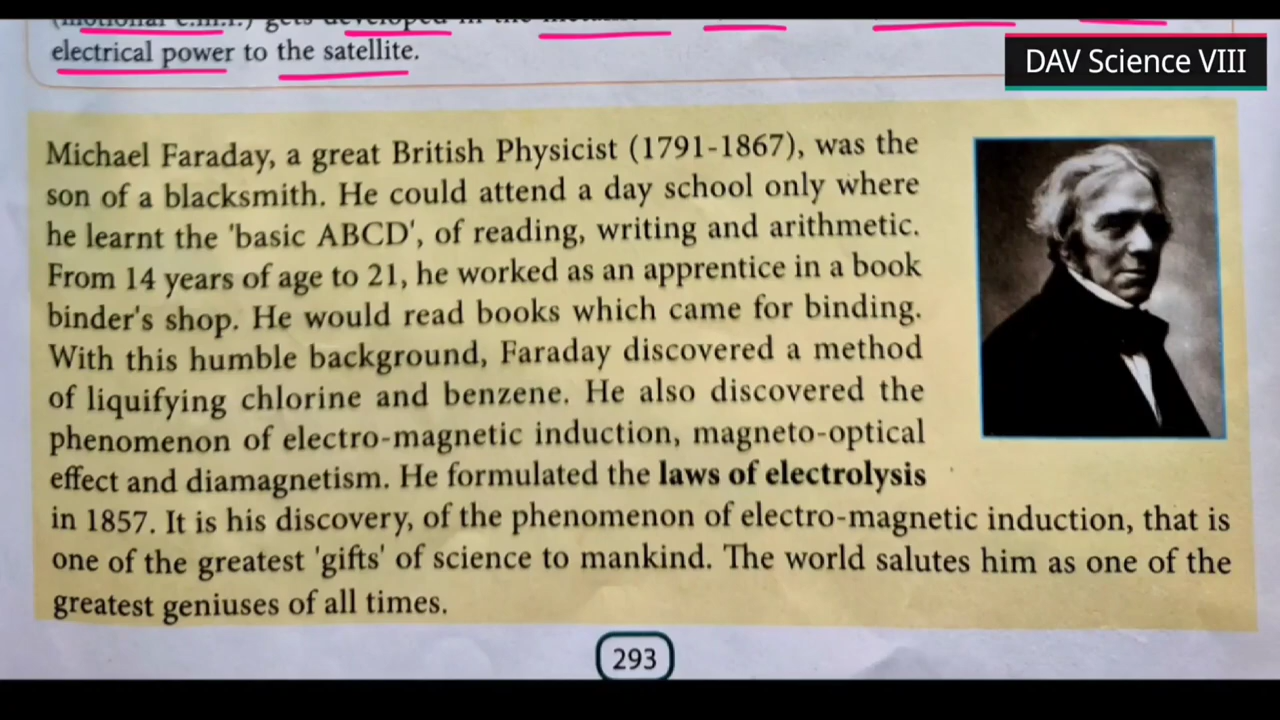 (motional e.m.f.) gets developed in the
electrical power to the satellite.
DAV Science VIII
Michael Faraday, a great British Physicist (1791-1867), was the
son of a blacksmith. He could attend a day school only where
he learnt the 'basic ABCD', of reading, writing and arithmetic.
From 14 years of age to 21, he worked as an apprentice in a book
binder's shop. He would read books which came for binding.
With this humble background, Faraday discovered a method
of liquifying chlorine and benzene. He also discovered the
phenomenon of electro-magnetic induction, magneto-optical
effect and diamagnetism. He formulated the laws of electrolysis
in 1857. It is his discovery, of the phenomenon of electro-magnetic induction, that is
one of the greatest 'gifts' of science to mankind. The world salutes him as one of the
greatest geniuses of all times.
293